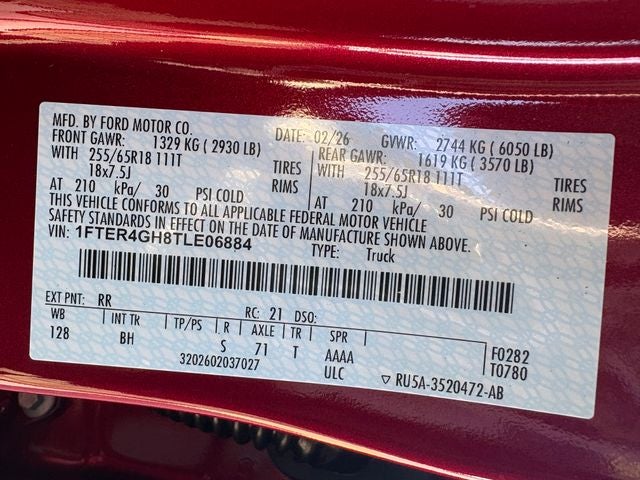 MFD. BY FORD MOTOR CO.
DATE: 02/26 GVWR: 2744 KG ( 6050 LB)
FRONT GAWR: 1329 KG ( 2930 LB) REAR GAWR: 1619 KG ( 3570 LB)
WITH 255/65R18 111T TIRES WITH 255/65R18 111T TIRES
18x7.5J RIMS 18x7.5J RIMS
AT 210 kPa/ 30 PSI COLD AT 210 kPa/ 30 PSI COLD
THIS VEHICLE CONFORMS TO ALL APPLICABLE FEDERAL MOTOR VEHICLE
SAFETY STANDARDS IN EFFECT ON THE DATE OF MANUFACTURE SHOWN ABOVE.
VIN: 1FTER4GH8TLE06884
TYPE: Truck
EXT PNT: RR RC: 21 DSO:
WB INT TK TP/PS R AXLE TR SPR
128 BH S 71 T AAAA F0282
3202602037027 ULC T0780
▽ RU5A-3520472-AB